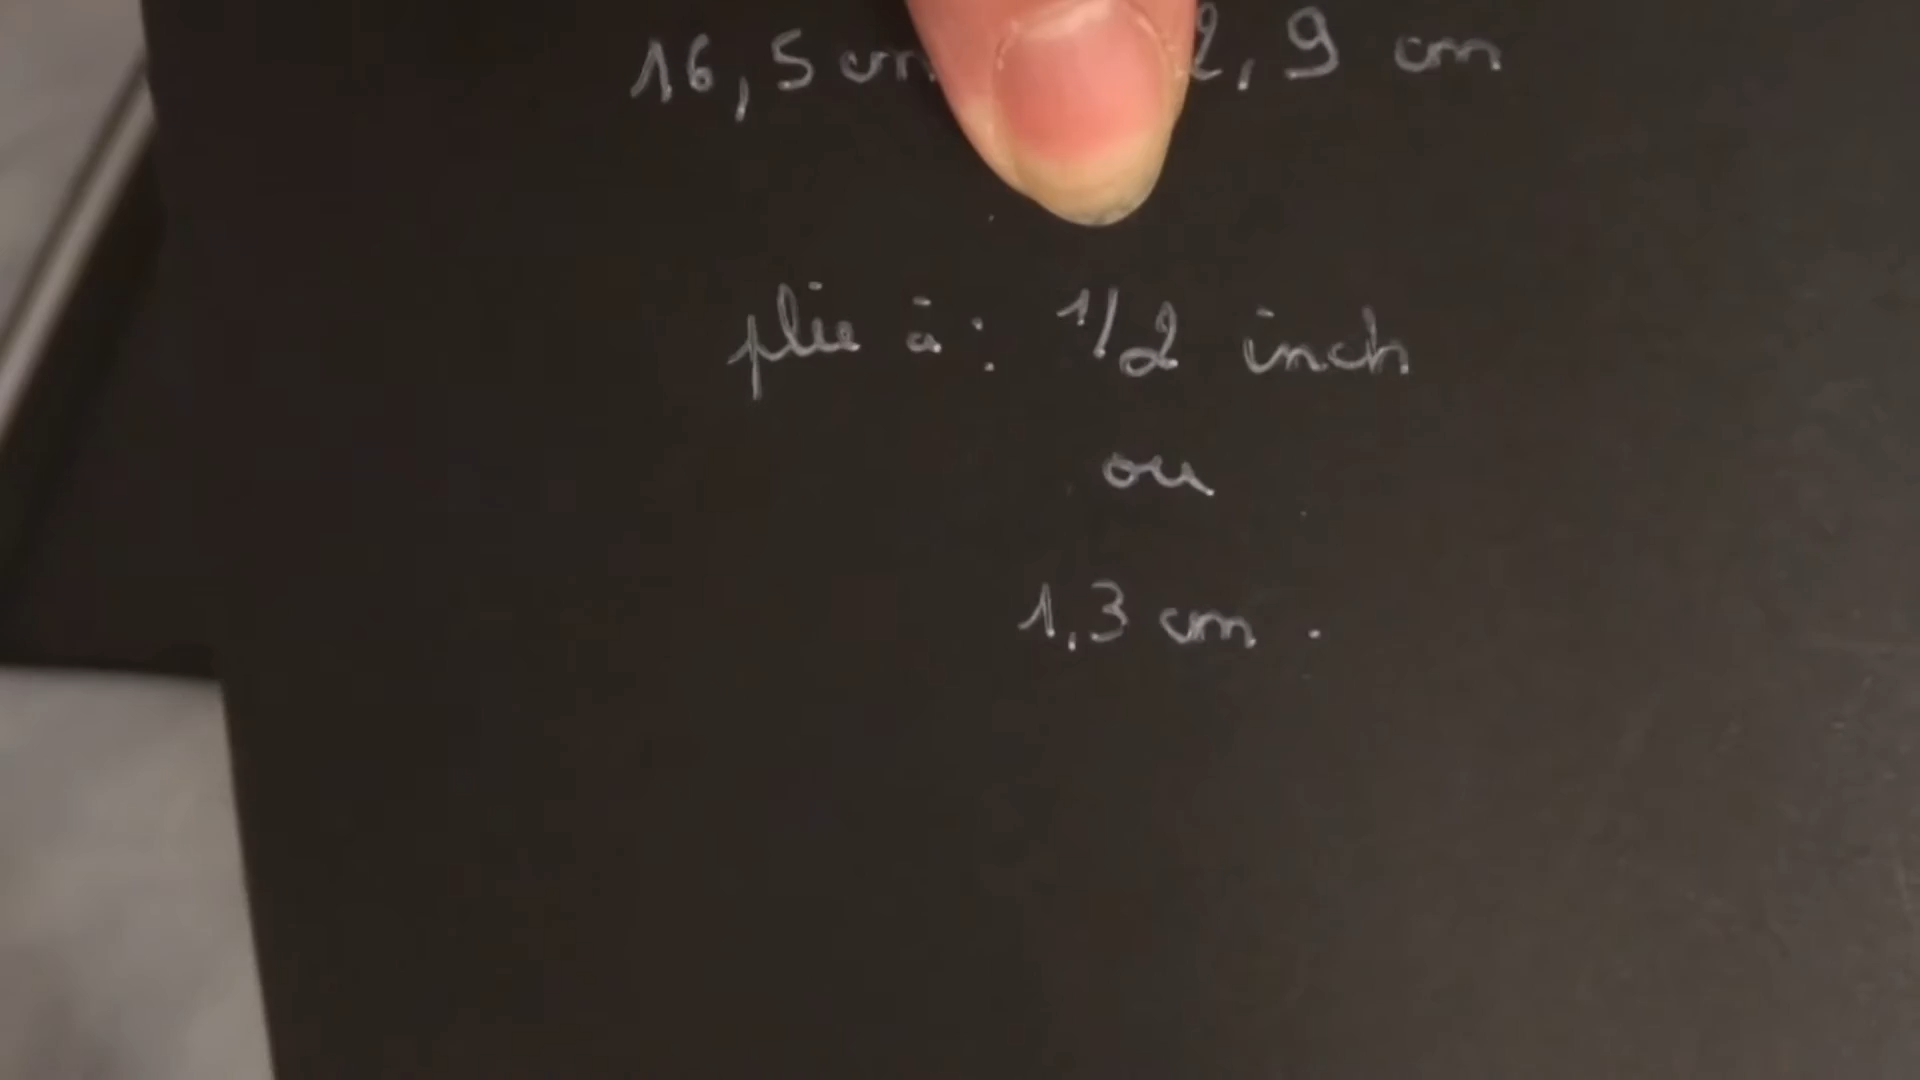 16,5 cm 2,9 cm
plie à: 1/2 inch
ou
1,3 cm.